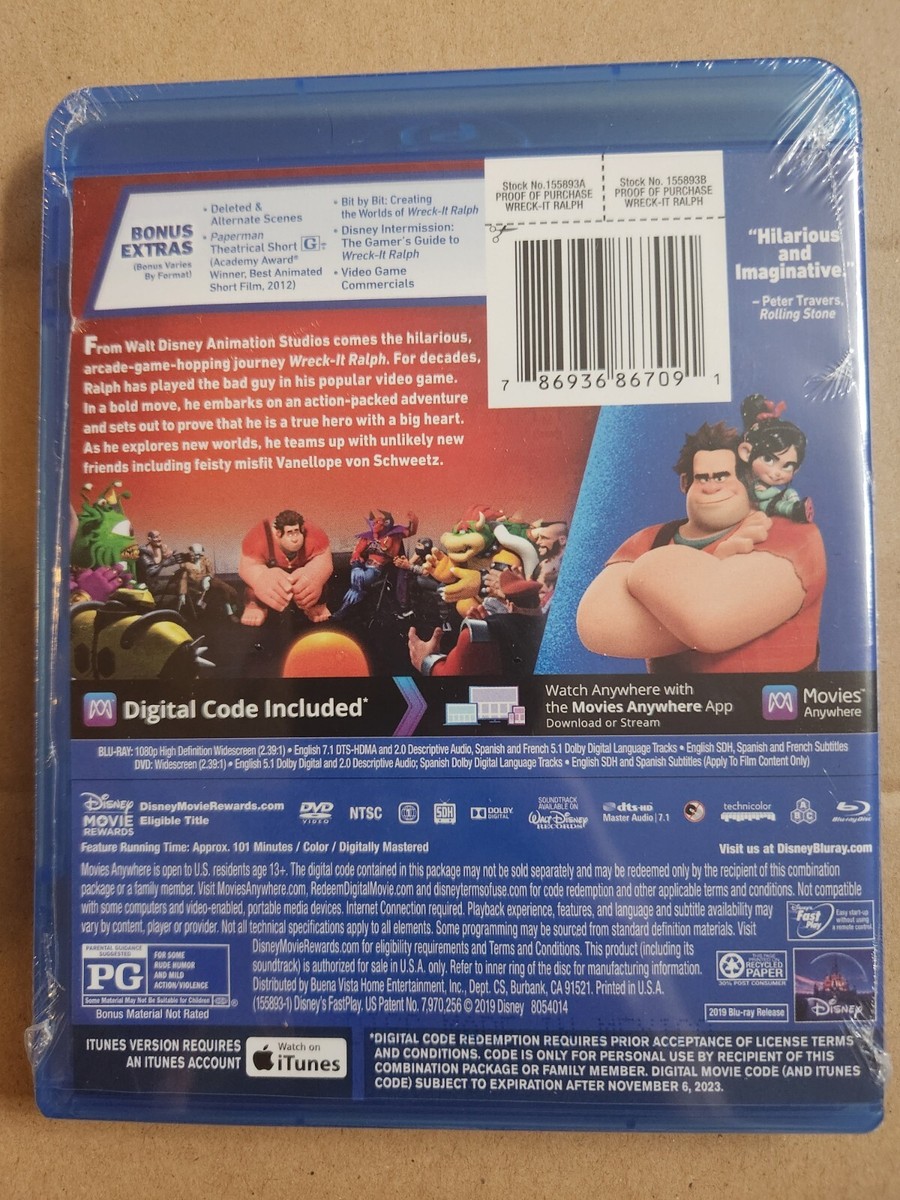 Stock No.155893A
PROOF OF PURCHASE
WRECK-IT RALPH
Stock No. 155893B
PROOF OF PURCHASE
WRECK-IT RALPH
BONUS
EXTRAS
(Bonus Varies
By Format)
• Deleted &
Alternate Scenes
• Paperman
Theatrical Short G
(Academy Award®
Winner, Best Animated
Short Film, 2012)
• Bit by Bit: Creating
the Worlds of Wreck-It Ralph
• Disney Intermission:
The Gamer's Guide to
Wreck-It Ralph
• Video Game
Commercials
7 86936 86709 1
"Hilarious
and
Imaginative."
– Peter Travers,
Rolling Stone
From Walt Disney Animation Studios comes the hilarious,
arcade-game-hopping journey Wreck-It Ralph. For decades,
Ralph has played the bad guy in his popular video game.
In a bold move, he embarks on an action-packed adventure
and sets out to prove that he is a true hero with a big heart.
As he explores new worlds, he teams up with unlikely new
friends including feisty misfit Vanellope von Schweetz.
Digital Code Included*
Watch Anywhere with
the Movies Anywhere App
Download or Stream
Movies™
Anywhere
BLU-RAY: 1080p High Definition Widescreen (2.39:1) • English 7.1 DTS-HDMA and 2.0 Descriptive Audio, Spanish and French 5.1 Dolby Digital Language Tracks • English SDH, Spanish and French Subtitles
DVD: Widescreen (2.39:1) • English 5.1 Dolby Digital and 2.0 Descriptive Audio; Spanish Dolby Digital Language Tracks • English SDH and Spanish Subtitles (Apply To Film Content Only)
DISNEY
MOVIE
REWARDS
DisneyMovieRewards.com
Eligible Title
DVD
VIDEO
NTSC
SDH
DOLBY
DIGITAL
SOUNDTRACK
AVAILABLE ON
WALT DISNEY
RECORDS
dts-HD
Master Audio | 7.1
technicolor
A
B C
Blu-ray Disc
Feature Running Time: Approx. 101 Minutes / Color / Digitally Mastered
Visit us at DisneyBluray.com
Movies Anywhere is open to U.S. residents age 13+. The digital code contained in this package may not be sold separately and may be redeemed only by the recipient of this combination
package or a family member. Visit MoviesAnywhere.com, RedeemDigitalMovie.com and disneytermsofuse.com for code redemption and other applicable terms and conditions. Not compatible
with some computers and video-enabled, portable media devices. Internet Connection required. Playback experience, features, and language and subtitle availability may
vary by content, player or provider. Not all technical specifications apply to all elements. Some programming may be sourced from standard definition materials. Visit
DisneyMovieRewards.com for eligibility requirements and Terms and Conditions. This product (including its
soundtrack) is authorized for sale in U.S.A. only. Refer to inner ring of the disc for manufacturing information.
Distributed by Buena Vista Home Entertainment, Inc., Dept. CS, Burbank, CA 91521. Printed in U.S.A.
(155893-1) Disney's FastPlay. US Patent No. 7,970,256 © 2019 Disney 8054014
Disney's
Fast
Play
Easy start-up
without using
a remote control.
PARENTAL GUIDANCE
SUGGESTED
PG
FOR SOME
RUDE HUMOR
AND MILD
ACTION/VIOLENCE
Some Material May Not Be Suitable for Children
Bonus Material Not Rated
RECYCLED
PAPER
30% POST CONSUMER
2019 Blu-ray Release
DISNEY
ITUNES VERSION REQUIRES
AN ITUNES ACCOUNT
Watch on
iTunes
*DIGITAL CODE REDEMPTION REQUIRES PRIOR ACCEPTANCE OF LICENSE TERMS
AND CONDITIONS. CODE IS ONLY FOR PERSONAL USE BY RECIPIENT OF THIS
COMBINATION PACKAGE OR FAMILY MEMBER. DIGITAL MOVIE CODE (AND ITUNES
CODE) SUBJECT TO EXPIRATION AFTER NOVEMBER 6, 2023.